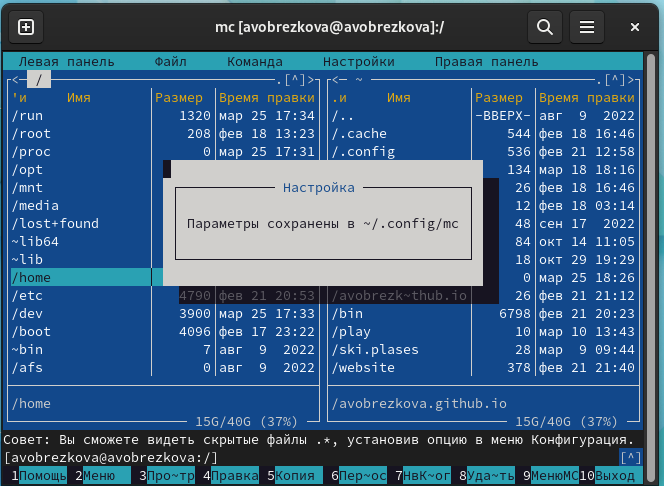 mc [avobrezkova@avobrezkova]:/
Левая панель Файл Команда Настройки Правая панель
<— / .[^]> <— ~ .[^]>
'и Имя Размер Время правки .и Имя Размер Время правки
/run 1320 мар 25 17:34 /.. -ВВЕРХ- авг 9 2022
/root 208 фев 18 13:23 /.cache 544 фев 18 16:46
/proc 0 мар 25 17:31 /.config 536 фев 21 12:58
/opt 134 мар 18 18:16
/mnt 26 фев 18 16:46
/media 12 фев 18 03:14
/lost+found 48 сен 17 2022
~lib64 84 окт 14 11:05
~lib 18 окт 29 19:29
/home 0 мар 25 18:26
Настройка
Параметры сохранены в ~/.config/mc
/etc 4790 фев 21 20:53 /avobrezk~thub.io 26 фев 21 21:12
/dev 3900 мар 25 17:33 /bin 6798 фев 21 20:23
/boot 4096 фев 17 23:22 /play 10 мар 10 13:43
~bin 7 авг 9 2022 /ski.plases 28 мар 9 09:44
/afs 0 авг 9 2022 /website 378 фев 21 21:40
/home /avobrezkova.github.io
15G/40G (37%) 15G/40G (37%)
Совет: Вы сможете видеть скрытые файлы .*, установив опцию в меню Конфигурация.
[avobrezkova@avobrezkova:/] [^]
1Помощь 2Меню 3Про~тр 4Правка 5Копия 6Пер~ос 7НвК~ог 8Уда~ть 9МенюМС 10Выход